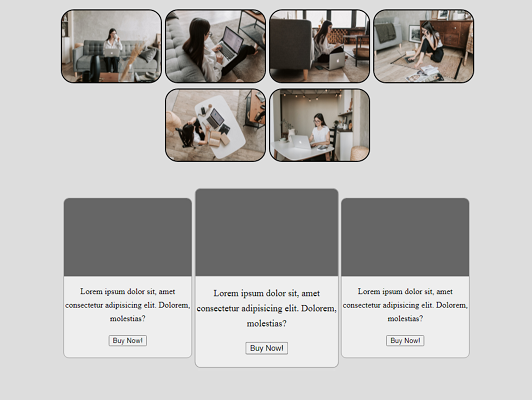 Lorem ipsum dolor sit, amet
consectetur adipisicing elit. Dolorem,
molestias?
Buy Now!
Lorem ipsum dolor sit, amet
consectetur adipisicing elit. Dolorem,
molestias?
Buy Now!
Lorem ipsum dolor sit, amet
consectetur adipisicing elit. Dolorem,
molestias?
Buy Now!